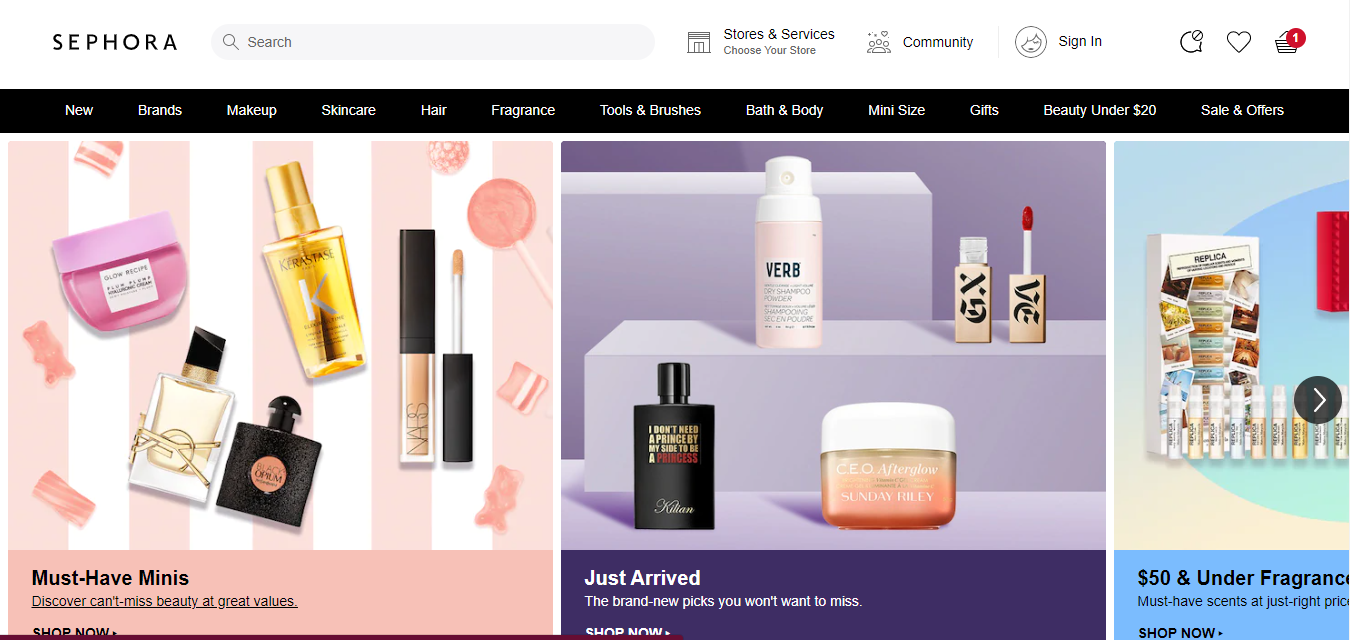 SEPHORA
Search
Stores & Services
Choose Your Store
Community
Sign In
1
New
Brands
Makeup
Skincare
Hair
Fragrance
Tools & Brushes
Bath & Body
Mini Size
Gifts
Beauty Under $20
Sale & Offers
GLOW RECIPE
PLUM PLUMP
HYALURONIC CREAM
KÉRASTASE
PARIS
K
NARS
BLACK
OPIUM
Must-Have Minis
Discover can't-miss beauty at great values.
SHOP NOW
VERB
DRY SHAMPOO
POWDER
SHAMPOOING
SEC EN POUDRE
GX
VE
I DON'T NEED
A PRINCE BY
MY SIDE TO BE
A PRINCESS
Kilian
C.E.O. Afterglow
SUNDAY RILEY
Just Arrived
The brand-new picks you won't want to miss.
SHOP NOW
REPLICA
$50 & Under Fragrance
Must-have scents at just-right price
SHOP NOW